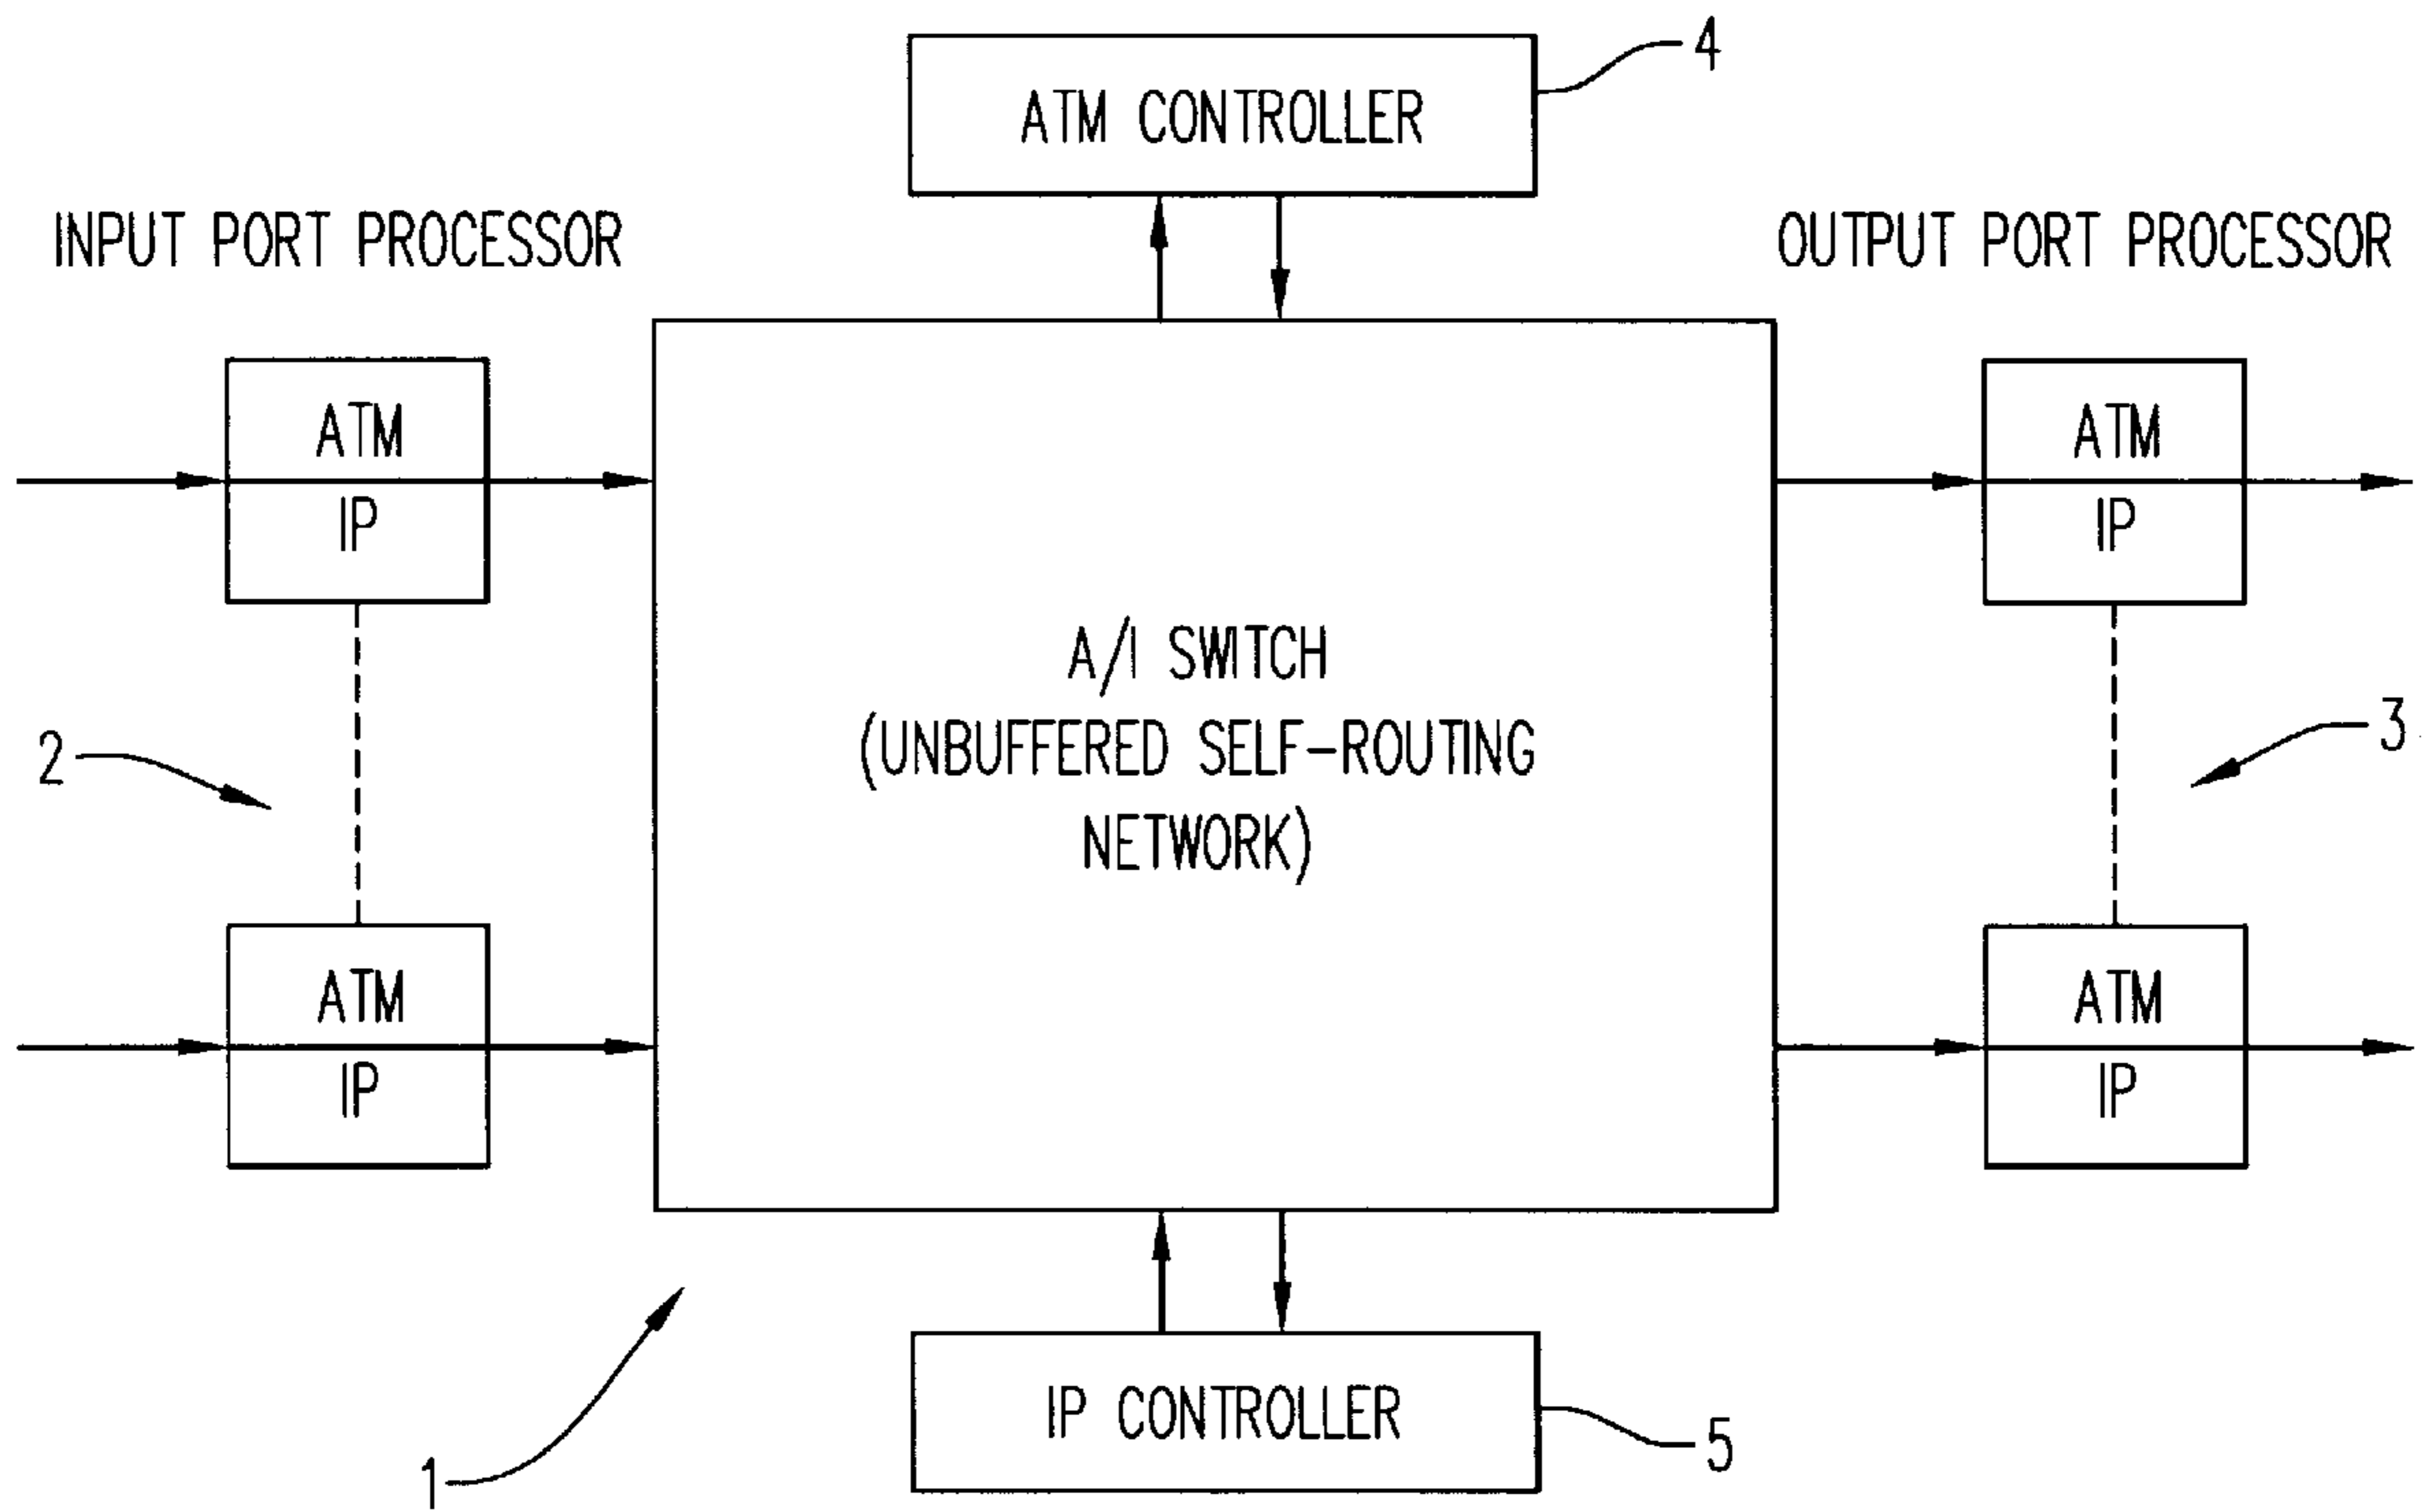 4
ATM CONTROLLER
INPUT PORT PROCESSOR
OUTPUT PORT PROCESSOR
ATM
IP
ATM
IP
A/I SWITCH
(UNBUFFERED SELF-ROUTING
NETWORK)
2
3
ATM
IP
ATM
IP
IP CONTROLLER
5
1